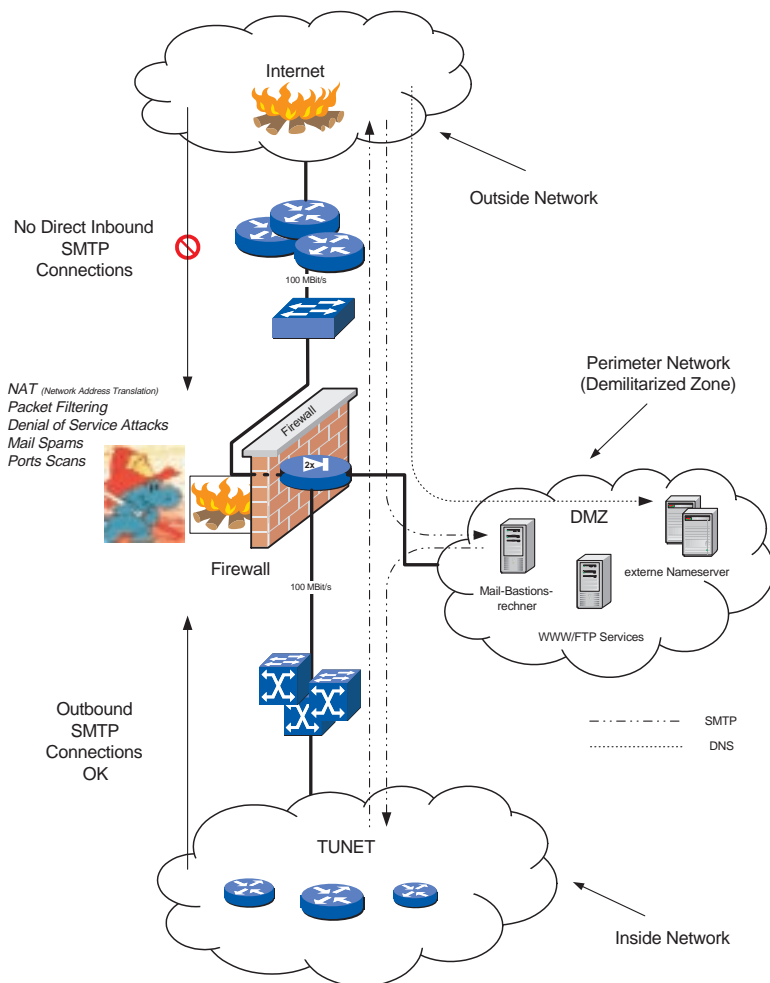 Internet
Outside Network
No Direct Inbound
SMTP
Connections
100 MBit/s
Perimeter Network
(Demilitarized Zone)
NAT (Network Address Translation)
Packet Filtering
Denial of Service Attacks
Mail Spams
Ports Scans
Firewall
2x
DMZ
Firewall
externe Nameserver
Mail-Bastions-
rechner
100 MBit/s
WWW/FTP Services
Outbound
SMTP
Connections
OK
SMTP
DNS
TUNET
Inside Network